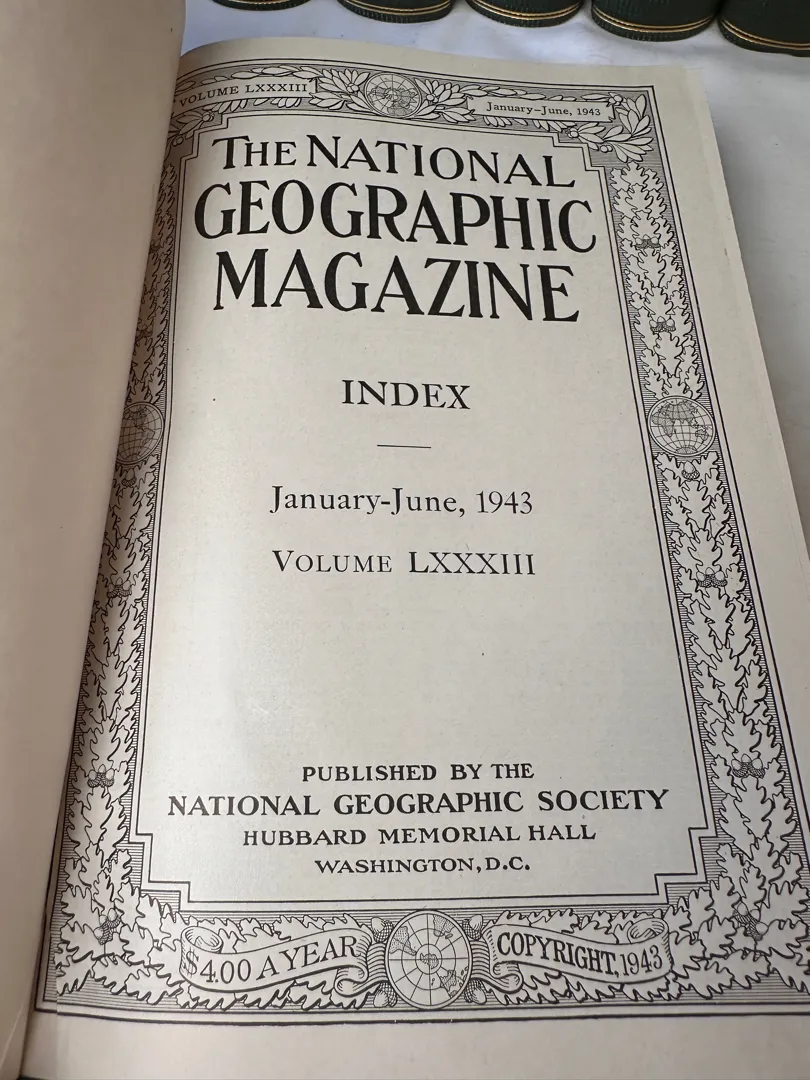 VOLUME LXXXIII
January-June, 1943
THE NATIONAL
GEOGRAPHIC
MAGAZINE
INDEX
January-June, 1943
VOLUME LXXXIII
PUBLISHED BY THE
NATIONAL GEOGRAPHIC SOCIETY
HUBBARD MEMORIAL HALL
WASHINGTON, D.C.
$4.00 A YEAR
COPYRIGHT, 1943